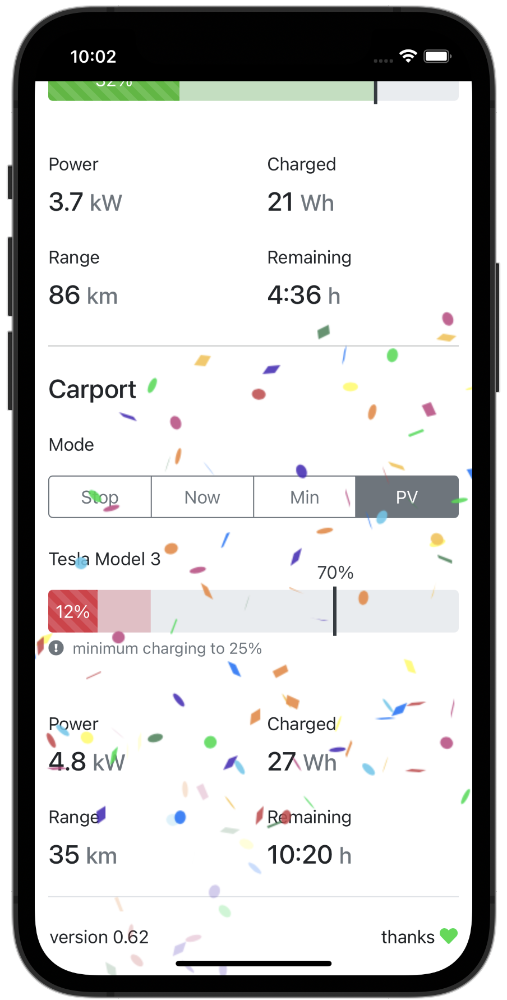 10:02
32%
Power Charged
3.7 kW 21 Wh
Range Remaining
86 km 4:36 h
Carport
Mode
Stop Now Min PV
Tesla Model 3
70%
12%
minimum charging to 25%
Power Charged
4.8 kW 27 Wh
Range Remaining
35 km 10:20 h
version 0.62 thanks